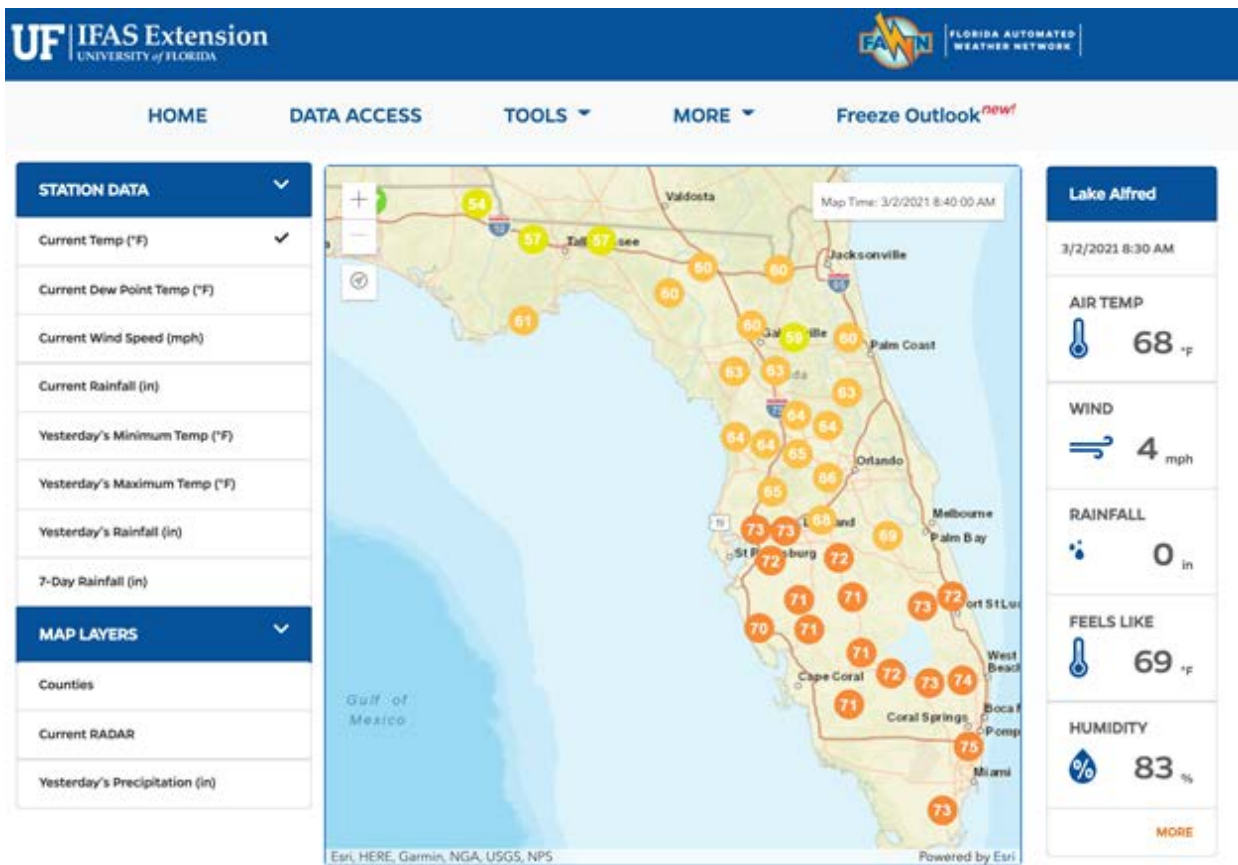 UF IFAS Extension
UNIVERSITY of FLORIDA
FAWN
FLORIDA AUTOMATED
WEATHER NETWORK
HOME DATA ACCESS TOOLS MORE Freeze Outlook new!
STATION DATA
Current Temp (°F)
Current Dew Point Temp (°F)
Current Wind Speed (mph)
Current Rainfall (in)
Yesterday's Minimum Temp (°F)
Yesterday's Maximum Temp (°F)
Yesterday's Rainfall (in)
7-Day Rainfall (in)
MAP LAYERS
Counties
Current RADAR
Yesterday's Precipitation (in)
+
−
Map Time: 3/2/2021 8:40:00 AM
Valdosta
54
57
57
Jacksonville
60
60
60
95
61
60
59
60
Palm Coast
63
63
63
64
64
64
64
65
Orlando
66
65
19
73
73
68
69
Melbourne
Palm Bay
72
72
71
71
73
72
70
71
71
72
73
74
West
Cape Coral
71
Coral Springs
75
Miami
73
Gulf of
Mexico
Esri, HERE, Garmin, NGA, USGS, NPS
Powered by Esri
Lake Alfred
3/2/2021 8:30 AM
AIR TEMP
68 °F
WIND
4 mph
RAINFALL
0 in
FEELS LIKE
69 °F
HUMIDITY
83 %
MORE